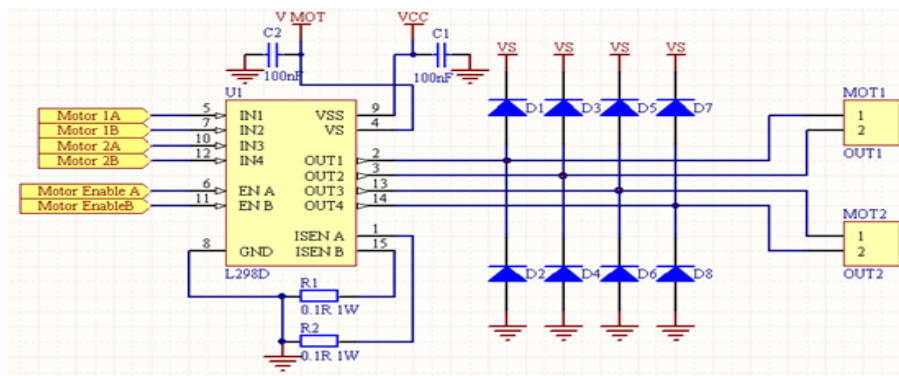 V MOT
VCC
C2
C1
100nF
100nF
VS
VS
VS
VS
U1
D1
D3
D5
D7
MOT1
Motor 1A
5
IN1
VSS
9
1
Motor 1B
7
IN2
VS
4
2
Motor 2A
10
IN3
Motor 2B
12
IN4
OUT1
2
OUT1
OUT2
3
Motor Enable A
6
EN A
OUT3
13
Motor EnableB
11
EN B
OUT4
14
MOT2
ISEN A
1
1
8
GND
ISEN B
15
2
L298D
D2
D4
D6
D8
OUT2
R1
0.1R 1W
R2
0.1R 1W